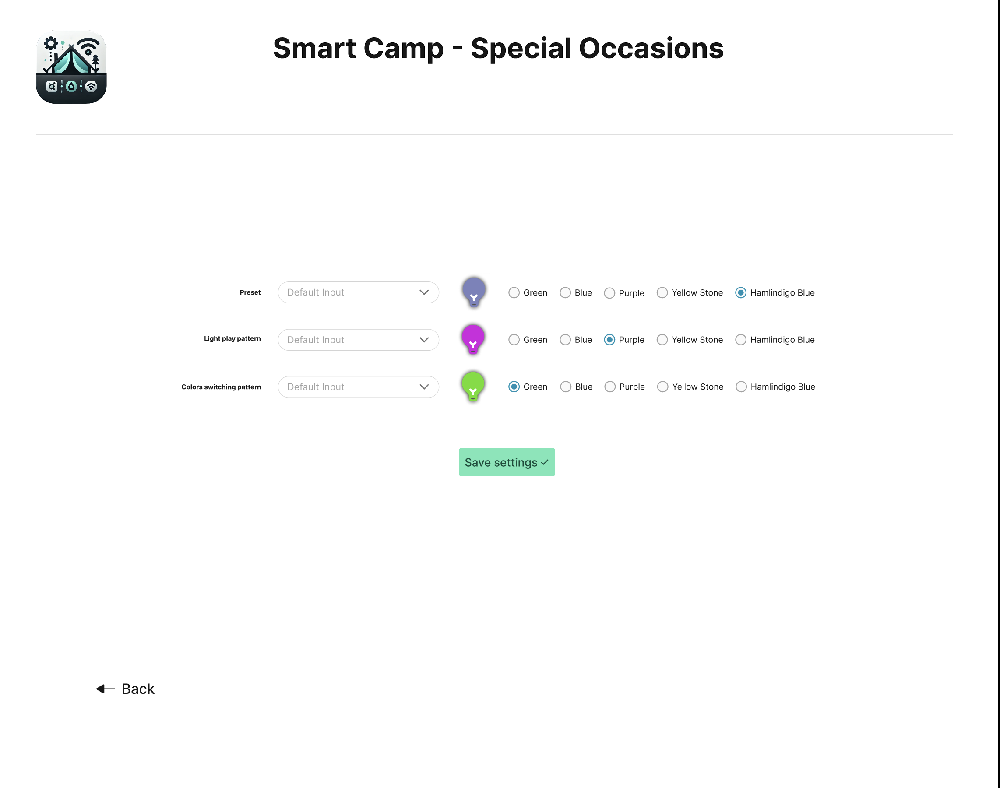 Smart Camp - Special Occasions
Preset Default Input Green Blue Purple Yellow Stone Hamlindigo Blue
Light play pattern Default Input Green Blue Purple Yellow Stone Hamlindigo Blue
Colors switching pattern Default Input Green Blue Purple Yellow Stone Hamlindigo Blue
Save settings
Back